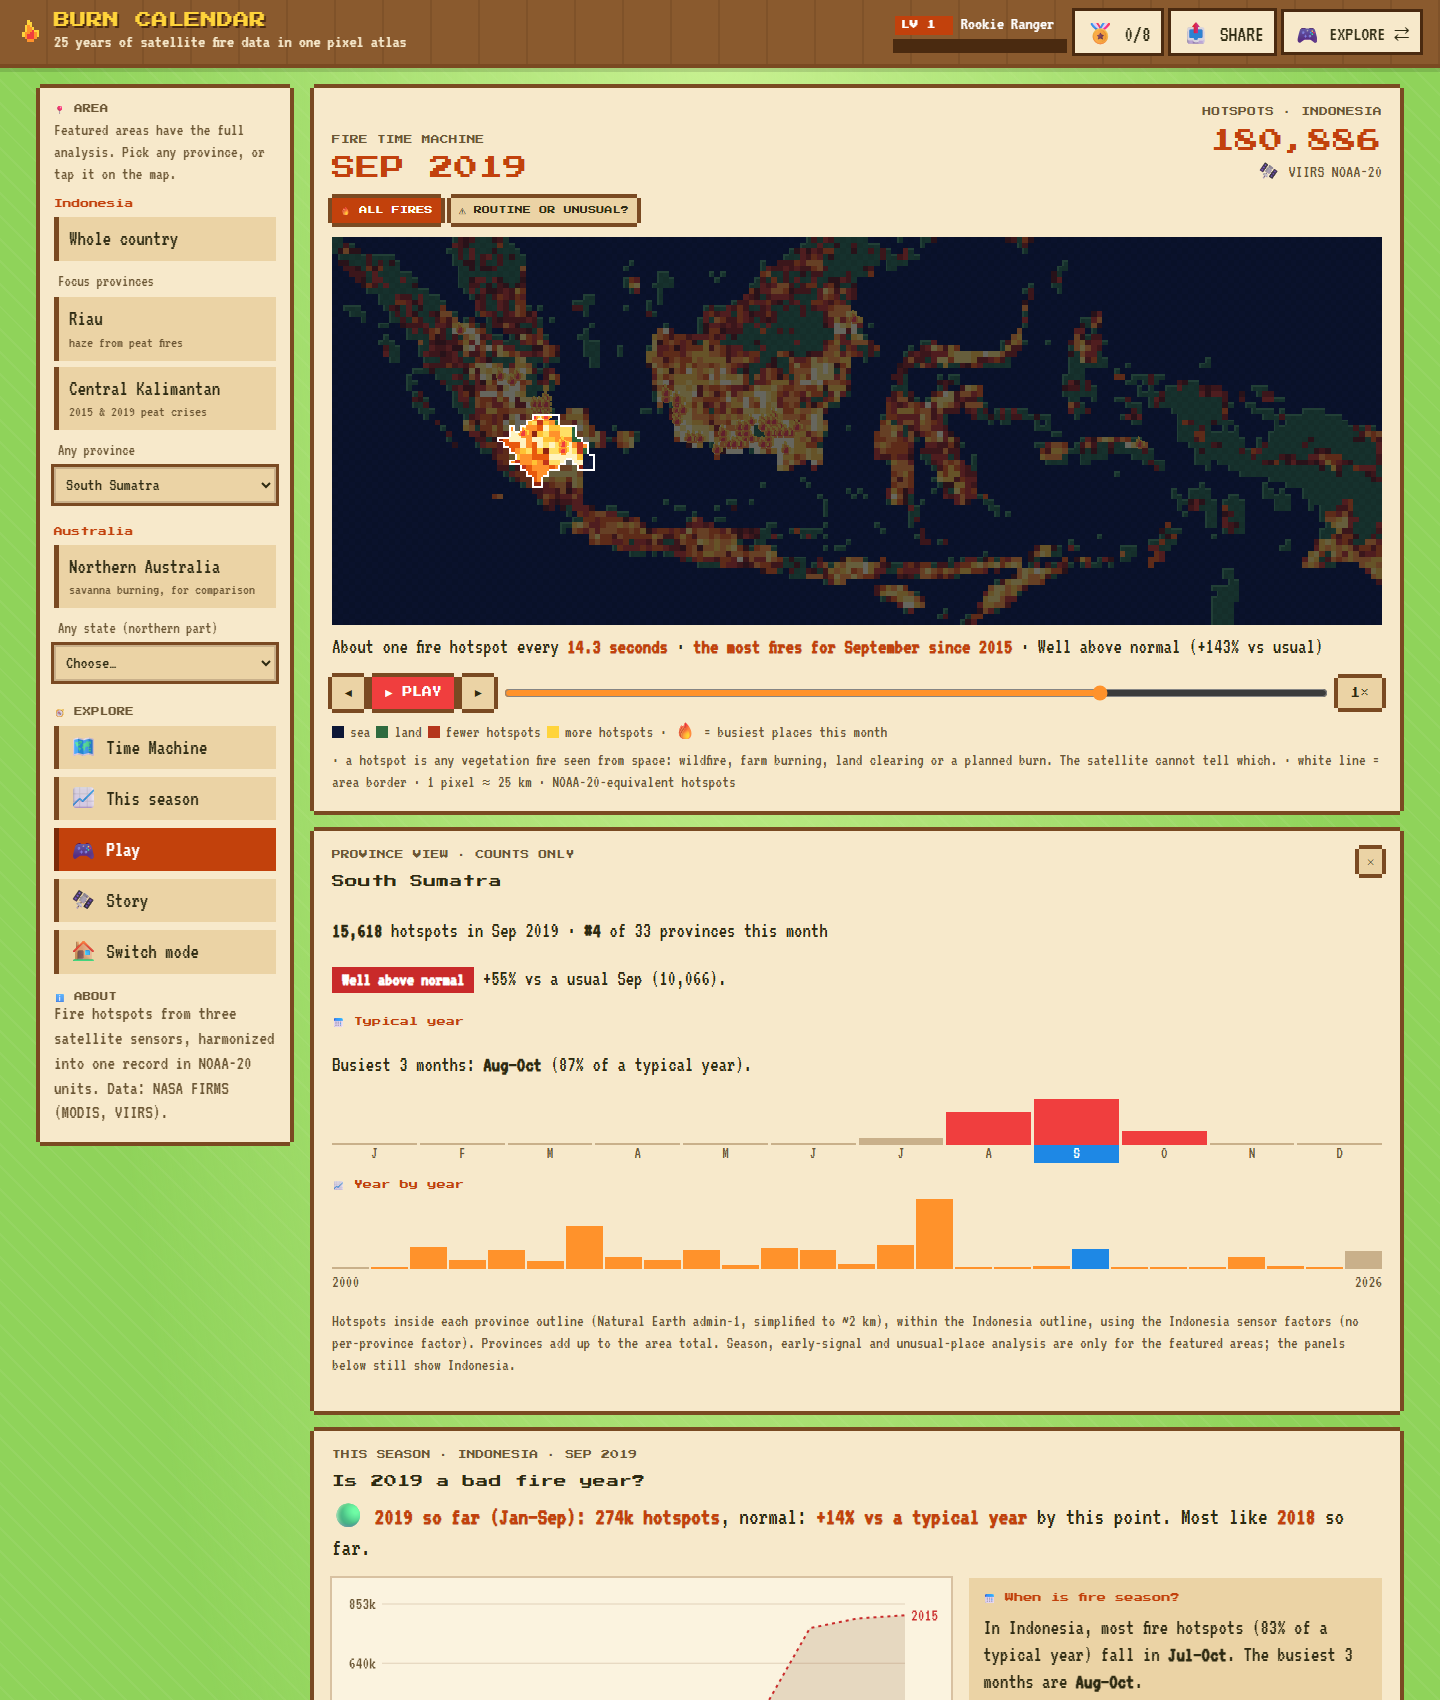 BURN CALENDAR
25 years of satellite fire data in one pixel atlas
LV 1 Rookie Ranger
0/8
SHARE
EXPLORE ⇄
AREA
Featured areas have the full
analysis. Pick any province, or
tap it on the map.
Indonesia
Whole country
Focus provinces
Riau
haze from peat fires
Central Kalimantan
2015 & 2019 peat crises
Any province
South Sumatra
Australia
Northern Australia
savanna burning, for comparison
Any state (northern part)
Choose…
EXPLORE
Time Machine
This season
Play
Story
Switch mode
ABOUT
Fire hotspots from three
satellite sensors, harmonized
into one record in NOAA-20
units. Data: NASA FIRMS
(MODIS, VIIRS).
FIRE TIME MACHINE
SEP 2019
HOTSPOTS · INDONESIA
180,886
VIIRS NOAA-20
ALL FIRES
ROUTINE OR UNUSUAL?
About one fire hotspot every 14.3 seconds · the most fires for September since 2015 · Well above normal (+143% vs usual)
◄ ► PLAY ► 1×
sea land fewer hotspots more hotspots · = busiest places this month
· a hotspot is any vegetation fire seen from space: wildfire, farm burning, land clearing or a planned burn. The satellite cannot tell which. · white line =
area border · 1 pixel ≈ 25 km · NOAA-20-equivalent hotspots
PROVINCE VIEW · COUNTS ONLY
×
South Sumatra
15,618 hotspots in Sep 2019 · #4 of 33 provinces this month
Well above normal +55% vs a usual Sep (10,066).
Typical year
Busiest 3 months: Aug–Oct (87% of a typical year).
J F M A M J J A S O N D
Year by year
2000 2026
Hotspots inside each province outline (Natural Earth admin-1, simplified to ~2 km), within the Indonesia outline, using the Indonesia sensor factors (no
per-province factor). Provinces add up to the area total. Season, early-signal and unusual-place analysis are only for the featured areas; the panels
below still show Indonesia.
THIS SEASON · INDONESIA · SEP 2019
Is 2019 a bad fire year?
2019 so far (Jan–Sep): 274k hotspots, normal: +14% vs a typical year by this point. Most like 2018 so
far.
853k
2015
640k
When is fire season?
In Indonesia, most fire hotspots (83% of a
typical year) fall in Jul–Oct. The busiest 3
months are Aug–Oct.